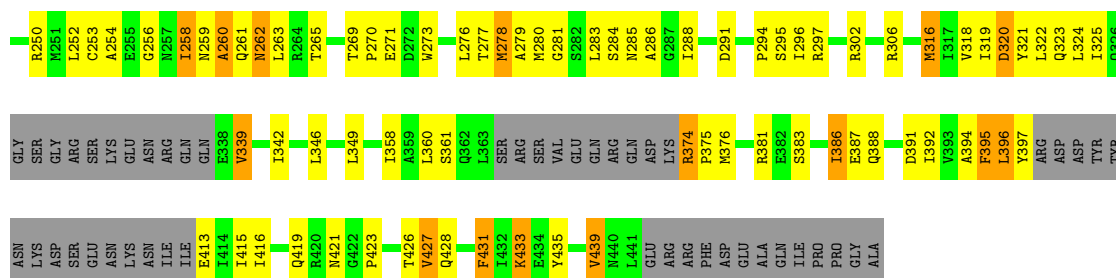 R250 M251 L252 C253 A254 E255 G256 N257 I258 N259 A260 Q261 N262 L263 R264 T265 T269 P270 E271 D272 W273 L276 T277 M278 A279 M280 G281 S282 L283 S284 N285 A286 G287 I288 D291 P294 S295 I296 R297 R302 R306 M316 I317 V318 I319 D320 Y321 L322 Q323 L324 I325
GLY SER GLY ARG SER LYS GLU ASN ARG GLN GLN E338 V339 I342 L346 L349 I358 A359 L360 S361 Q362 L363 SER ARG SER VAL GLU GLN ARG GLN ASP LYS R374 P375 M376 R381 E382 S383 I386 E387 Q388 D391 I392 V393 A394 F395 L396 Y397 ARG ASP ASP TYR TYR
ASN LYS ASP SER GLU ASN LYS ASN ILE ILE E413 I414 I415 I416 Q419 R420 N421 G422 P423 T426 V427 Q428 F431 I432 K433 E434 Y435 V439 N440 L441 GLU ARG ARG PHE ASP GLU ALA GLN ILE PRO PRO GLY ALA